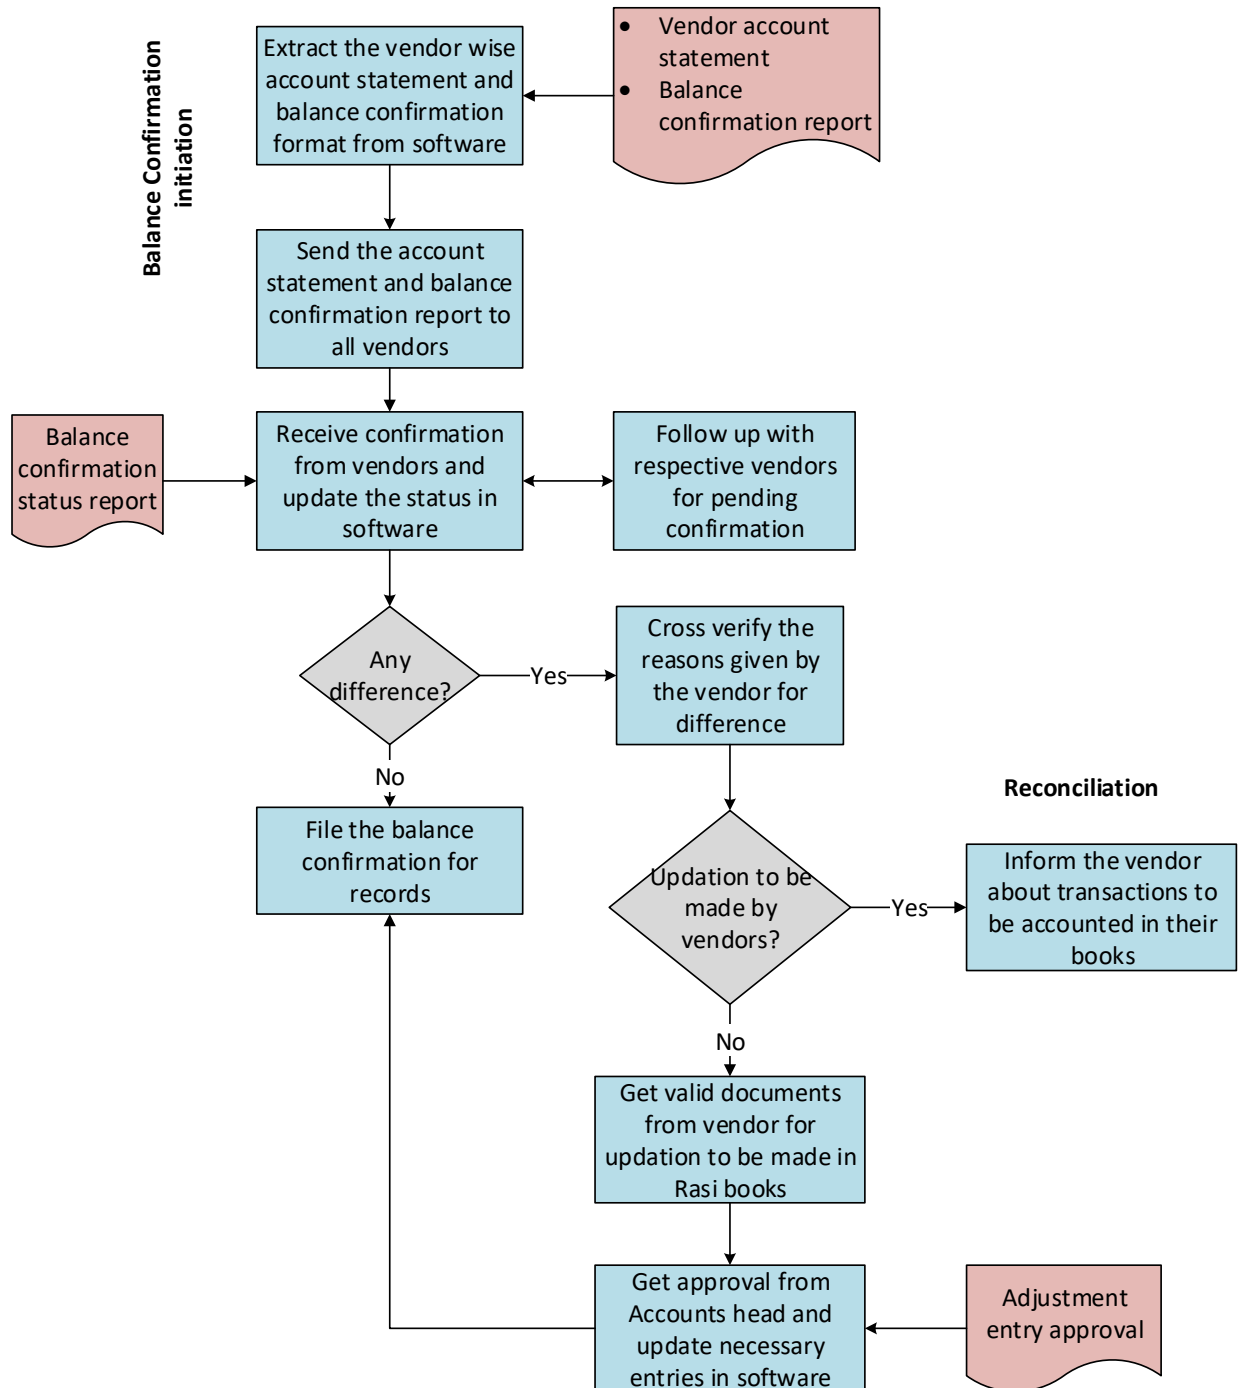 Balance Confirmation
initiation
Extract the vendor wise
account statement and
balance confirmation
format from software
• Vendor account
statement
• Balance
confirmation report
Send the account
statement and balance
confirmation report to
all vendors
Balance
confirmation
status report
Receive confirmation
from vendors and
update the status in
software
Follow up with
respective vendors
for pending
confirmation
Any
difference?
Yes
Cross verify the
reasons given by
the vendor for
difference
No
File the balance
confirmation for
records
Reconciliation
Updation to be
made by
vendors?
Yes
Inform the vendor
about transactions to
be accounted in their
books
No
Get valid documents
from vendor for
updation to be made in
Rasi books
Get approval from
Accounts head and
update necessary
entries in software
Adjustment
entry approval